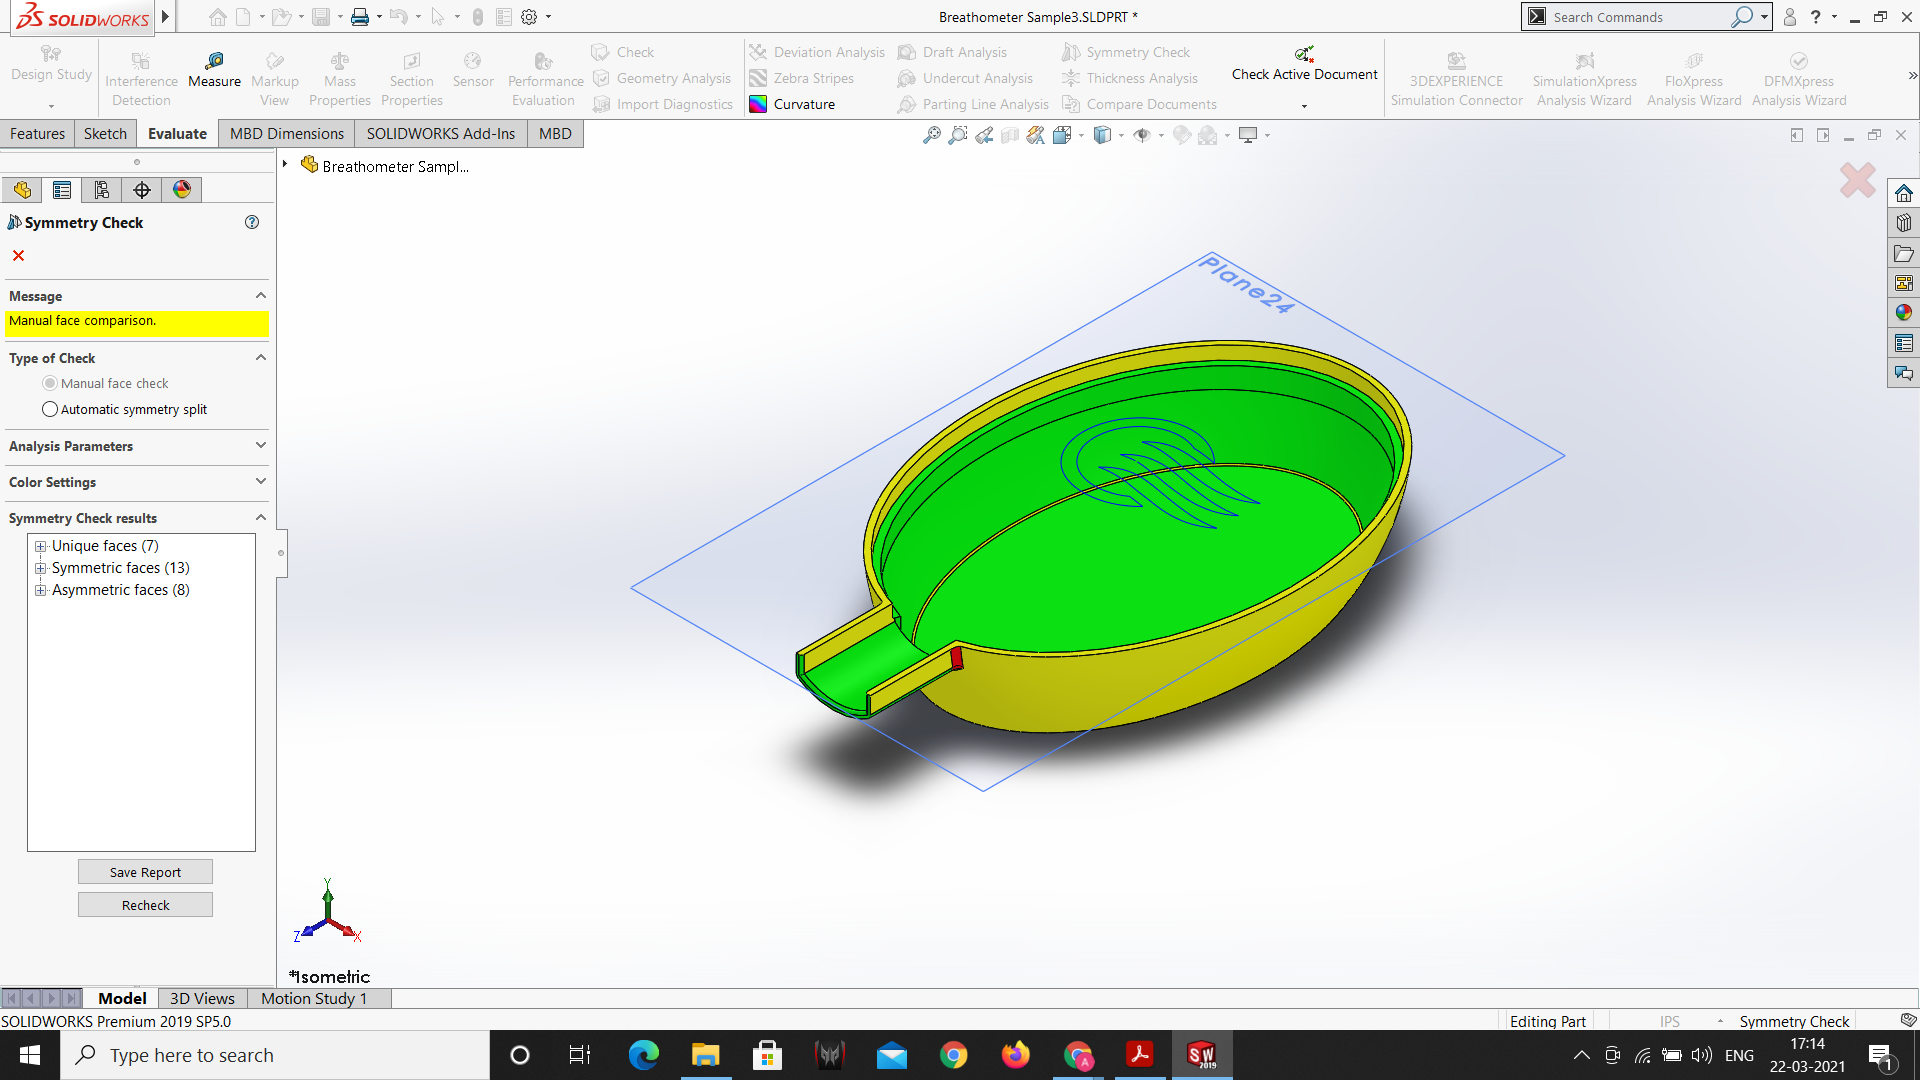 SOLIDWORKS
Breathometer Sample3.SLDPRT *
Search Commands
Design Study
Interference Detection
Measure
Markup View
Mass Properties
Section Properties
Sensor
Performance Evaluation
Check
Geometry Analysis
Import Diagnostics
Deviation Analysis
Zebra Stripes
Curvature
Draft Analysis
Undercut Analysis
Parting Line Analysis
Symmetry Check
Thickness Analysis
Compare Documents
Check Active Document
3DEXPERIENCE Simulation Connector
SimulationXpress Analysis Wizard
FloXpress Analysis Wizard
DFMXpress Analysis Wizard
Features
Sketch
Evaluate
MBD Dimensions
SOLIDWORKS Add-Ins
MBD
Breathometer Sampl...
Symmetry Check
Message
Manual face comparison.
Type of Check
Manual face check
Automatic symmetry split
Analysis Parameters
Color Settings
Symmetry Check results
Unique faces (7)
Symmetric faces (13)
Asymmetric faces (8)
Save Report
Recheck
Plane24
Y
Z
X
*Isometric
Model
3D Views
Motion Study 1
SOLIDWORKS Premium 2019 SP5.0
Editing Part
IPS
Symmetry Check
Type here to search
A
SW
2019
ENG
17:14
22-03-2021
1